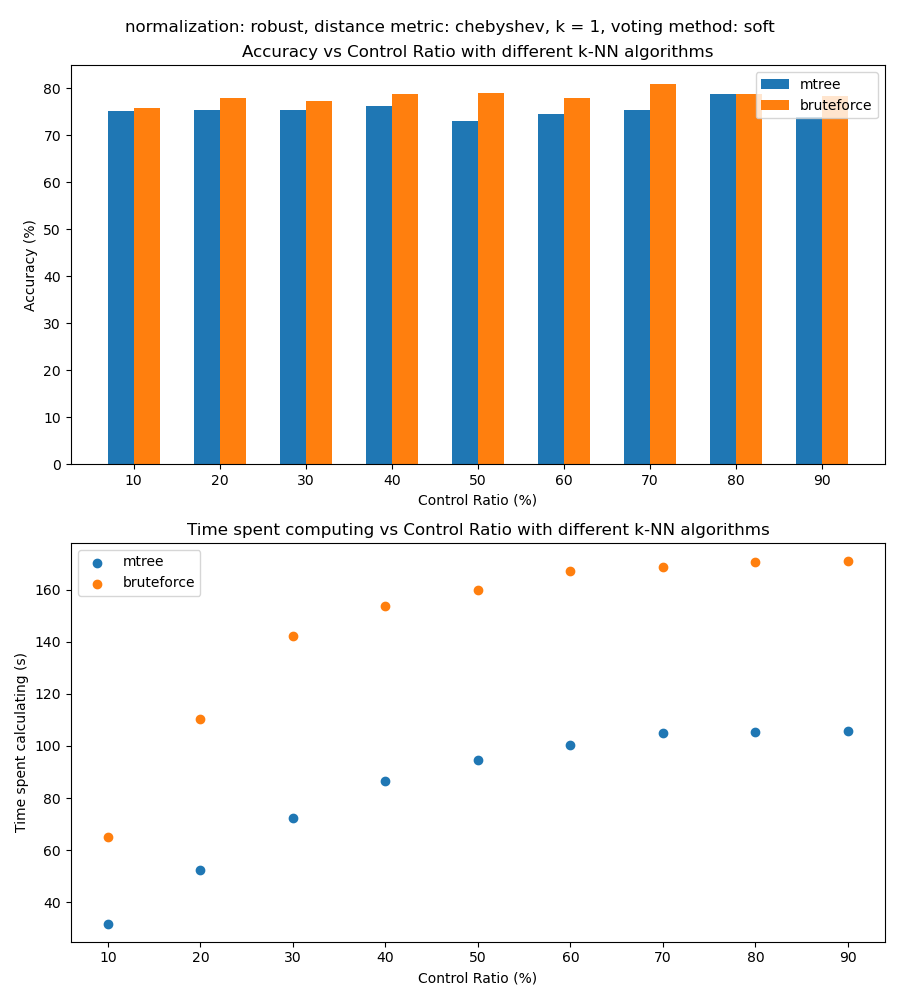 normalization: robust, distance metric: chebyshev, k = 1, voting method: soft
Accuracy vs Control Ratio with different k-NN algorithms
mtree
bruteforce
80
70
60
50
40
30
20
10
0
Accuracy (%)
10 20 30 40 50 60 70 80 90
Control Ratio (%)
Time spent computing vs Control Ratio with different k-NN algorithms
mtree
bruteforce
160
140
120
100
80
60
40
Time spent calculating (s)
10 20 30 40 50 60 70 80 90
Control Ratio (%)